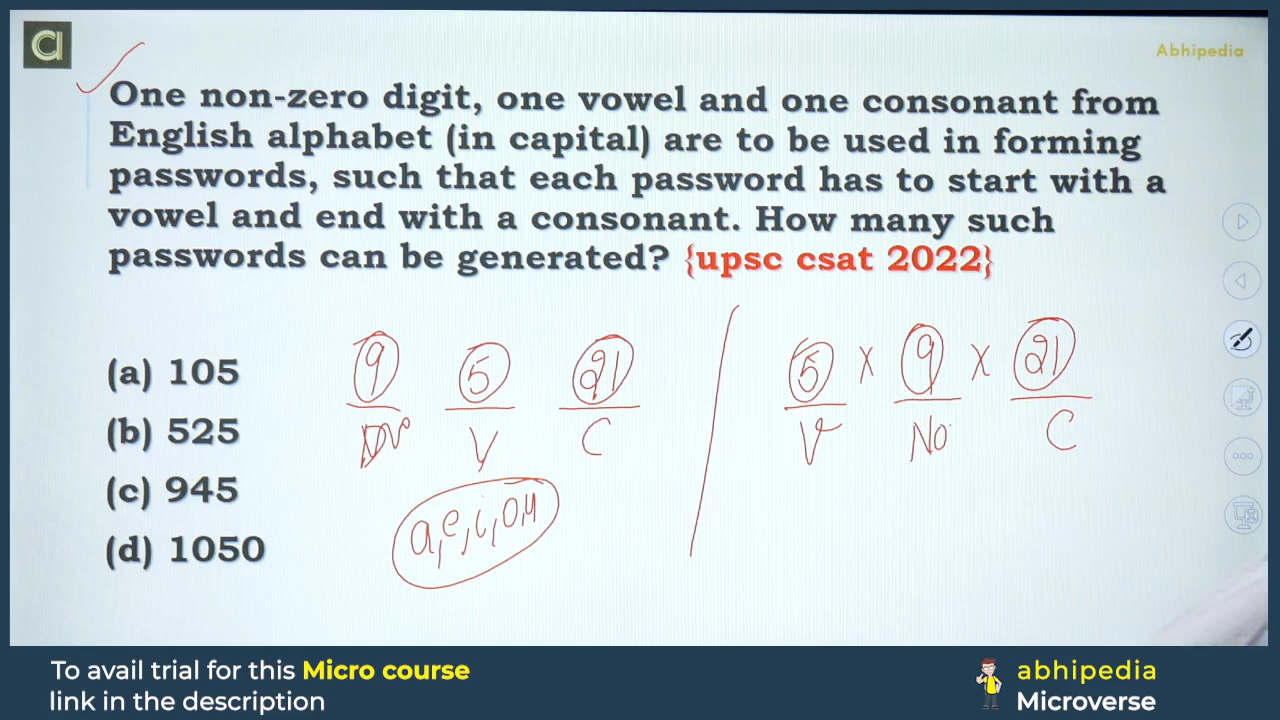 a
Abhipedia
One non-zero digit, one vowel and one consonant from
English alphabet (in capital) are to be used in forming
passwords, such that each password has to start with a
vowel and end with a consonant. How many such
passwords can be generated? {upsc csat 2022}
(a) 105
(b) 525
(c) 945
(d) 1050
9 5 21
V C
a, e, i, o, u
5 × 9 × 21
V No C
To avail trial for this Micro course
link in the description
abhipedia
Microverse